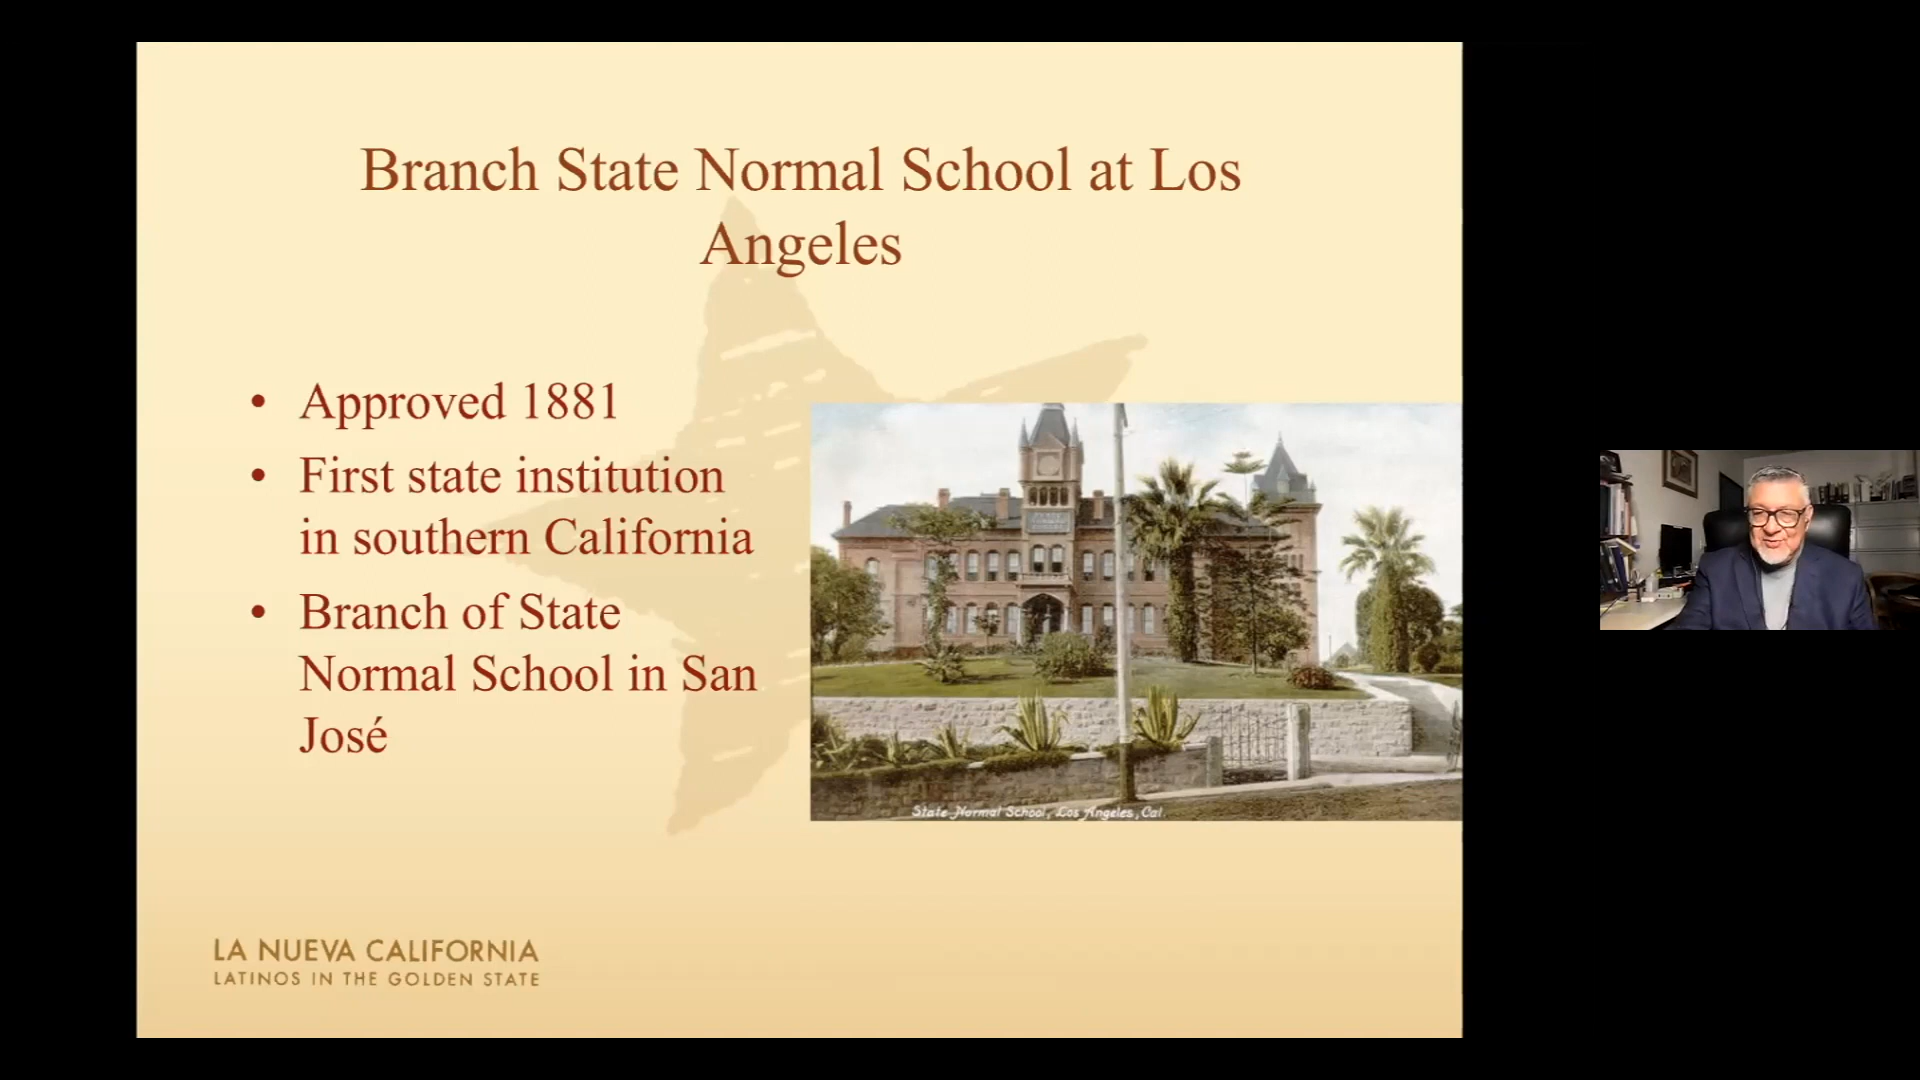 Branch State Normal School at Los
Angeles
• Approved 1881
• First state institution
in southern California
• Branch of State
Normal School in San
José
State Normal School, Los Angeles, Cal.
LA NUEVA CALIFORNIA
LATINOS IN THE GOLDEN STATE